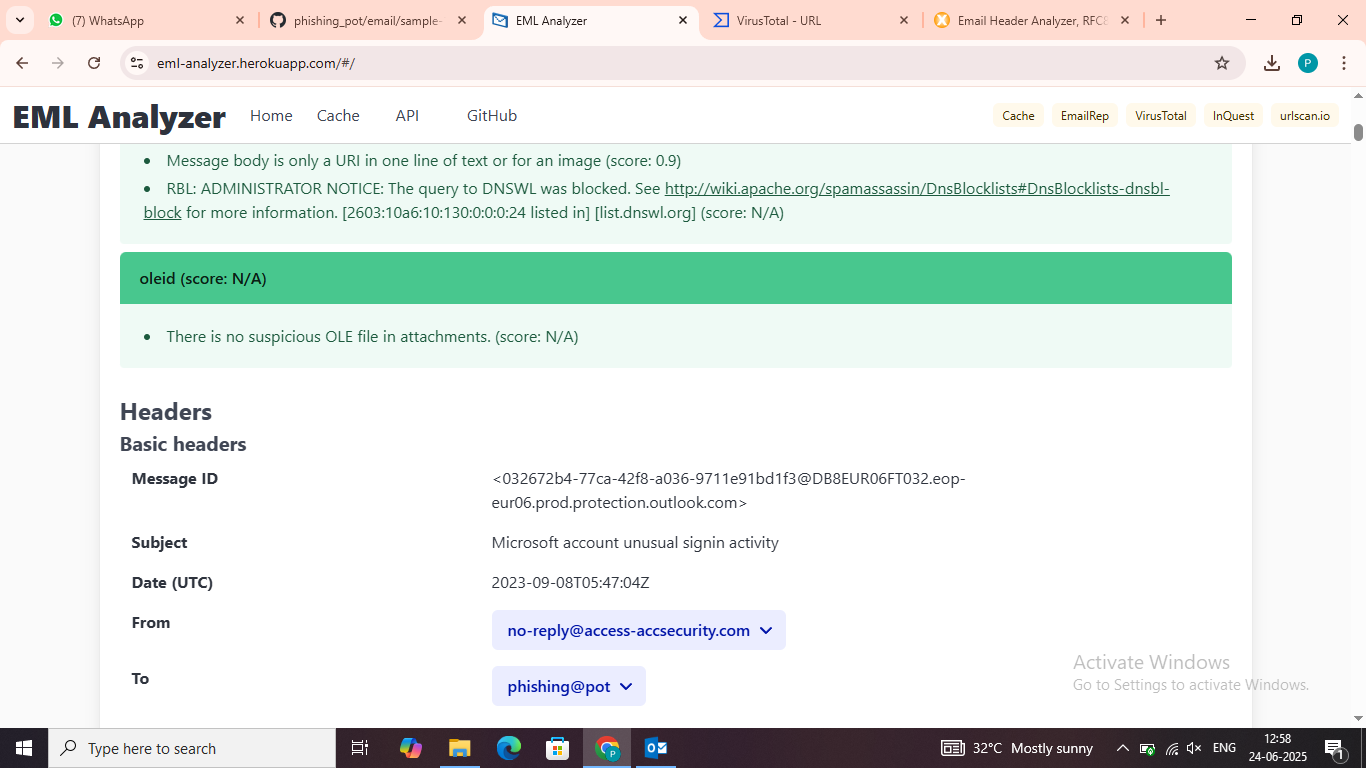 (7) WhatsApp
phishing_pot/email/sample-
EML Analyzer
VirusTotal - URL
Email Header Analyzer, RFC8
eml-analyzer.herokuapp.com/#/
P
EML Analyzer
Home
Cache
API
GitHub
Cache
EmailRep
VirusTotal
InQuest
urlscan.io
• Message body is only a URI in one line of text or for an image (score: 0.9)
• RBL: ADMINISTRATOR NOTICE: The query to DNSWL was blocked. See http://wiki.apache.org/spamassassin/DnsBlocklists#DnsBlocklists-dnsbl-
block for more information. [2603:10a6:10:130:0:0:0:24 listed in] [list.dnswl.org] (score: N/A)
oleid (score: N/A)
• There is no suspicious OLE file in attachments. (score: N/A)
Headers
Basic headers
Message ID
<032672b4-77ca-42f8-a036-9711e91bd1f3@DB8EUR06FT032.eop-
eur06.prod.protection.outlook.com>
Subject
Microsoft account unusual signin activity
Date (UTC)
2023-09-08T05:47:04Z
From
no-reply@access-accsecurity.com
To
phishing@pot
Activate Windows
Go to Settings to activate Windows.
Type here to search
32°C Mostly sunny
ENG
12:58
24-06-2025
1